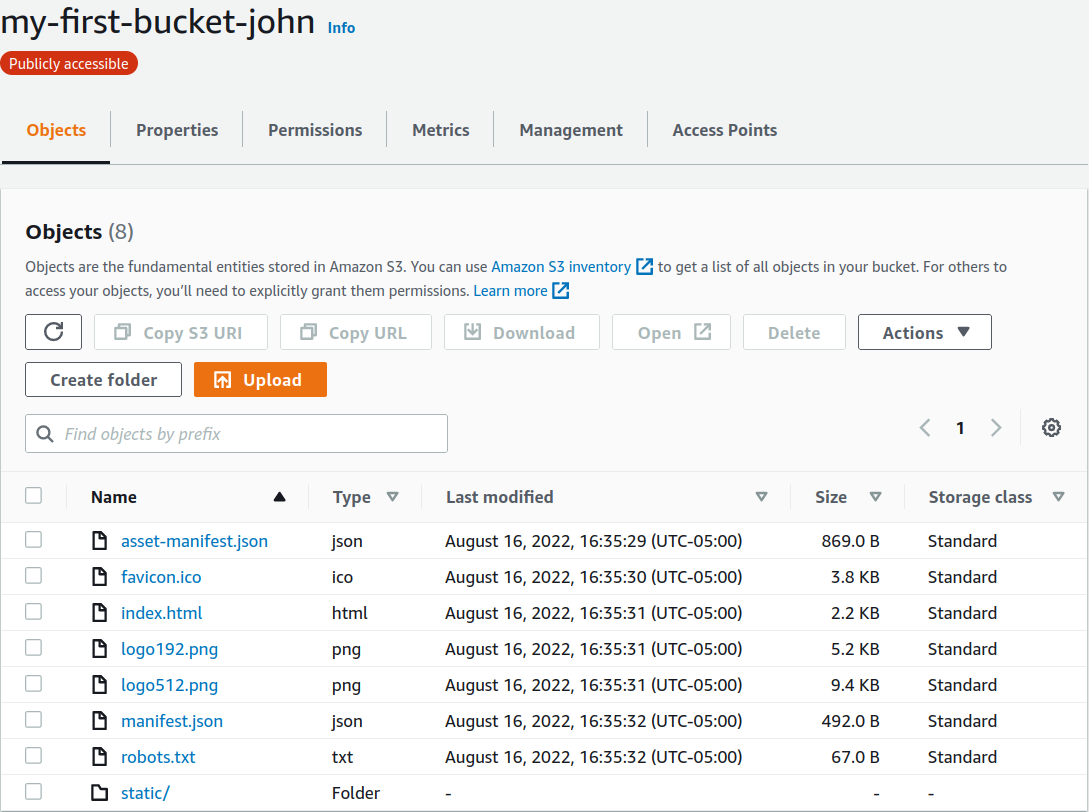 my-first-bucket-john Info
Publicly accessible
Objects Properties Permissions Metrics Management Access Points
Objects (8)
Objects are the fundamental entities stored in Amazon S3. You can use Amazon S3 inventory to get a list of all objects in your bucket. For others to
access your objects, you'll need to explicitly grant them permissions. Learn more
Copy S3 URI Copy URL Download Open Delete Actions
Create folder Upload
Find objects by prefix 1
Name Type Last modified Size Storage class
asset-manifest.json json August 16, 2022, 16:35:29 (UTC-05:00) 869.0 B Standard
favicon.ico ico August 16, 2022, 16:35:30 (UTC-05:00) 3.8 KB Standard
index.html html August 16, 2022, 16:35:31 (UTC-05:00) 2.2 KB Standard
logo192.png png August 16, 2022, 16:35:31 (UTC-05:00) 5.2 KB Standard
logo512.png png August 16, 2022, 16:35:31 (UTC-05:00) 9.4 KB Standard
manifest.json json August 16, 2022, 16:35:32 (UTC-05:00) 492.0 B Standard
robots.txt txt August 16, 2022, 16:35:32 (UTC-05:00) 67.0 B Standard
static/ Folder - - -